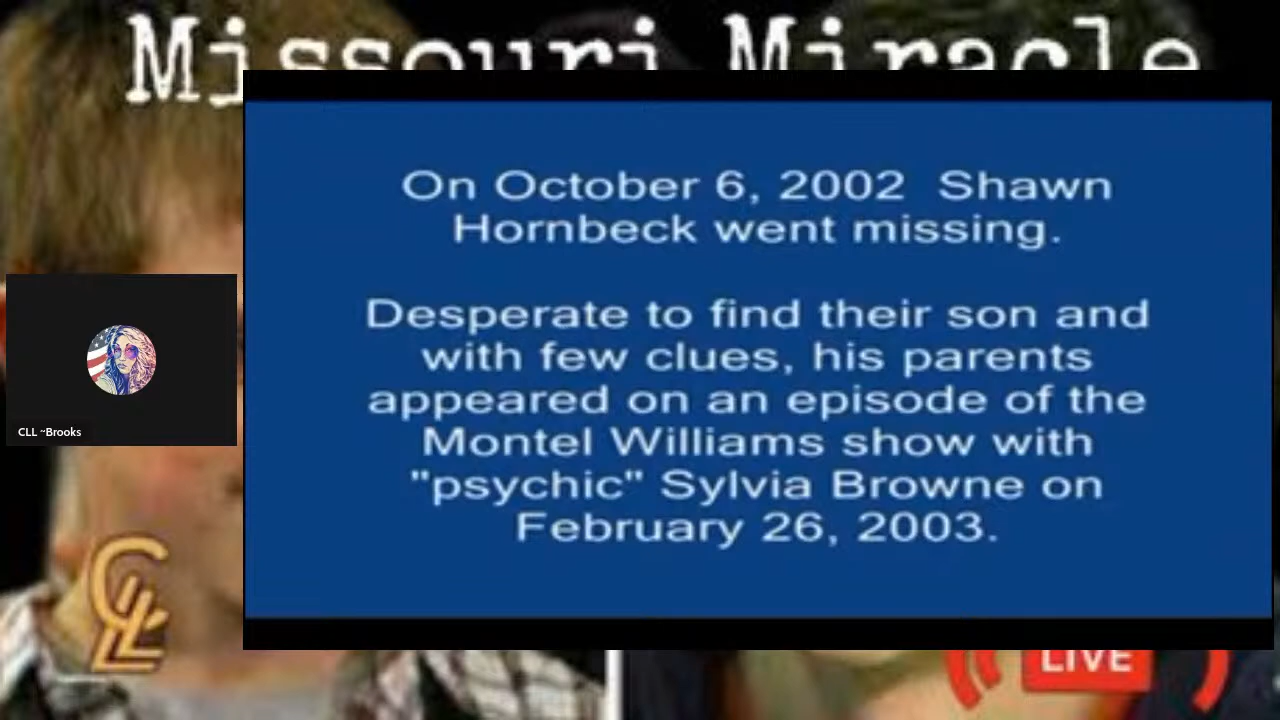 Missouri Miracle
On October 6, 2002  Shawn
Hornbeck went missing.
Desperate to find their son and
with few clues, his parents
appeared on an episode of the
Montel Williams show with
"psychic" Sylvia Browne on
February 26, 2003.
CLL ~Brooks
CLL
LIVE